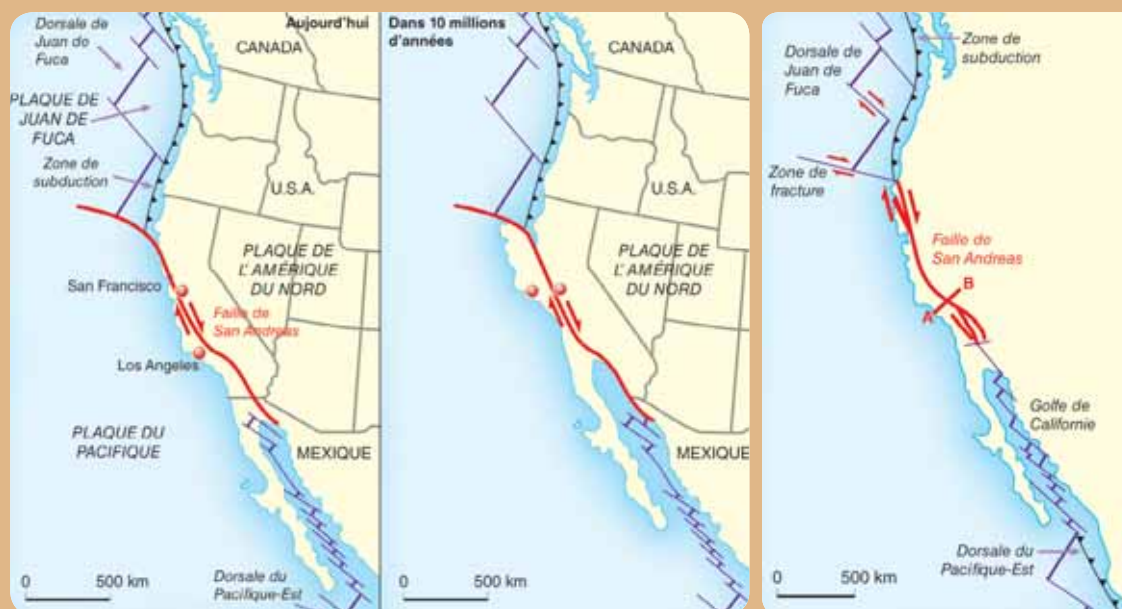 Aujourd'hui
Dorsale de
Juan de
Fuca
CANADA
PLAQUE DE
JUAN DE
FUCA
Zone de
subduction
U.S.A.
PLAQUE DE
L'AMÉRIQUE
DU NORD
San Francisco
Faille de
San Andreas
Los Angeles
PLAQUE DU
PACIFIQUE
MEXIQUE
0 500 km
Dorsale du
Pacifique-Est
Dans 10 millions
d'années
CANADA
U.S.A.
PLAQUE DE
L'AMÉRIQUE
DU NORD
MEXIQUE
0 500 km
Zone de
subduction
Dorsale de
Juan de
Fuca
Zone de
fracture
Faille de
San Andreas
B
A
Golfe de
Californie
Dorsale du
Pacifique-Est
0 500 km